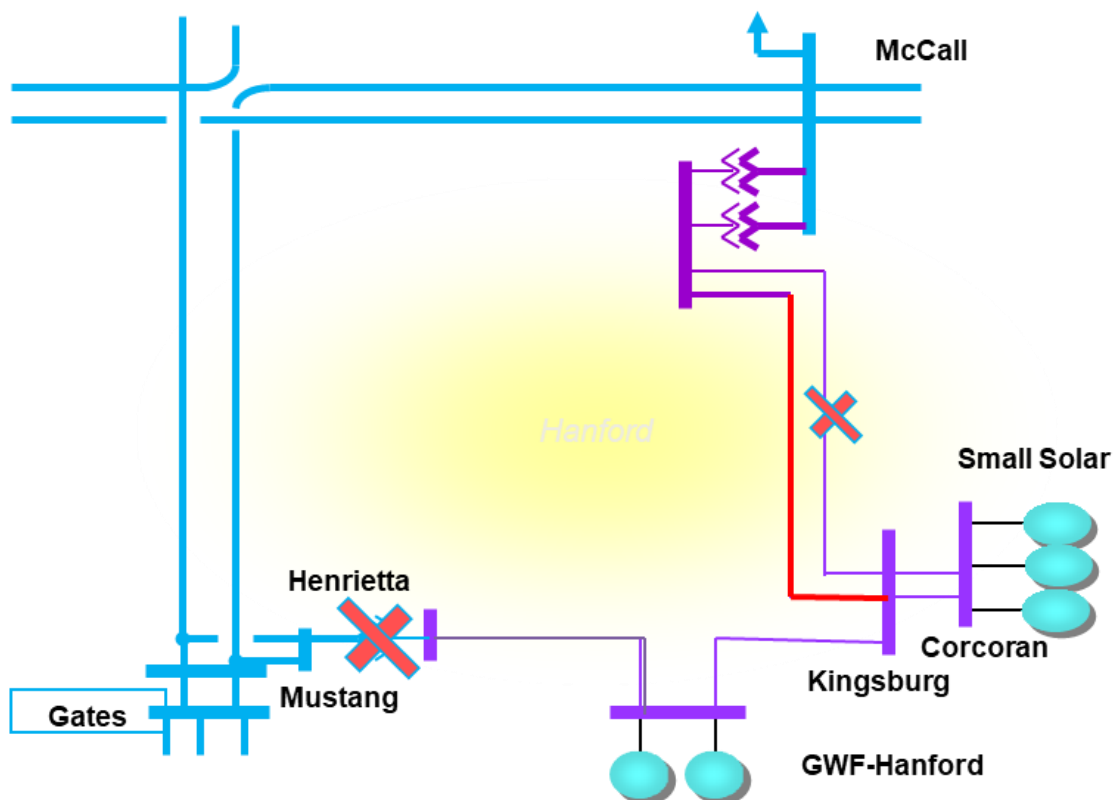 McCall
Hanford
Small Solar
Henrietta
Corcoran
Kingsburg
Mustang
Gates
GWF-Hanford